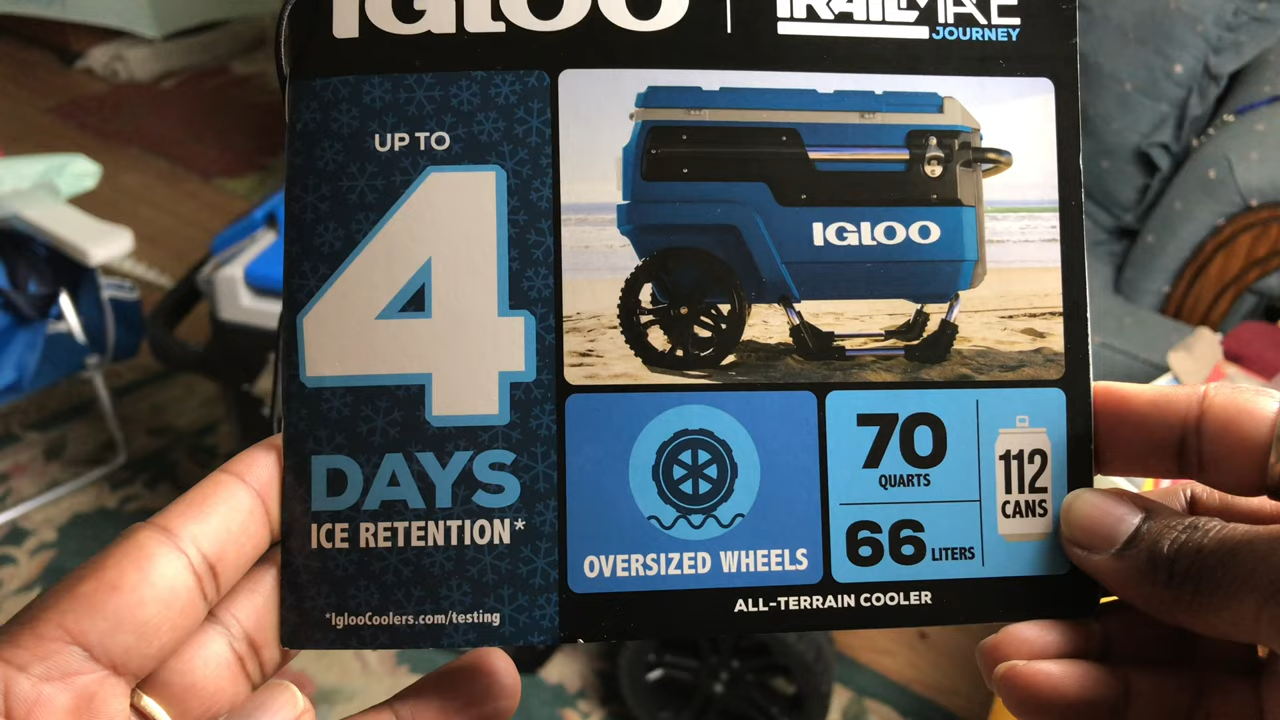 IGLOO
TRAILMATE
JOURNEY
UP TO
4
DAYS
ICE RETENTION*
*IglooCoolers.com/testing
IGLOO
OVERSIZED WHEELS
70
QUARTS
66 LITERS
112
CANS
ALL-TERRAIN COOLER